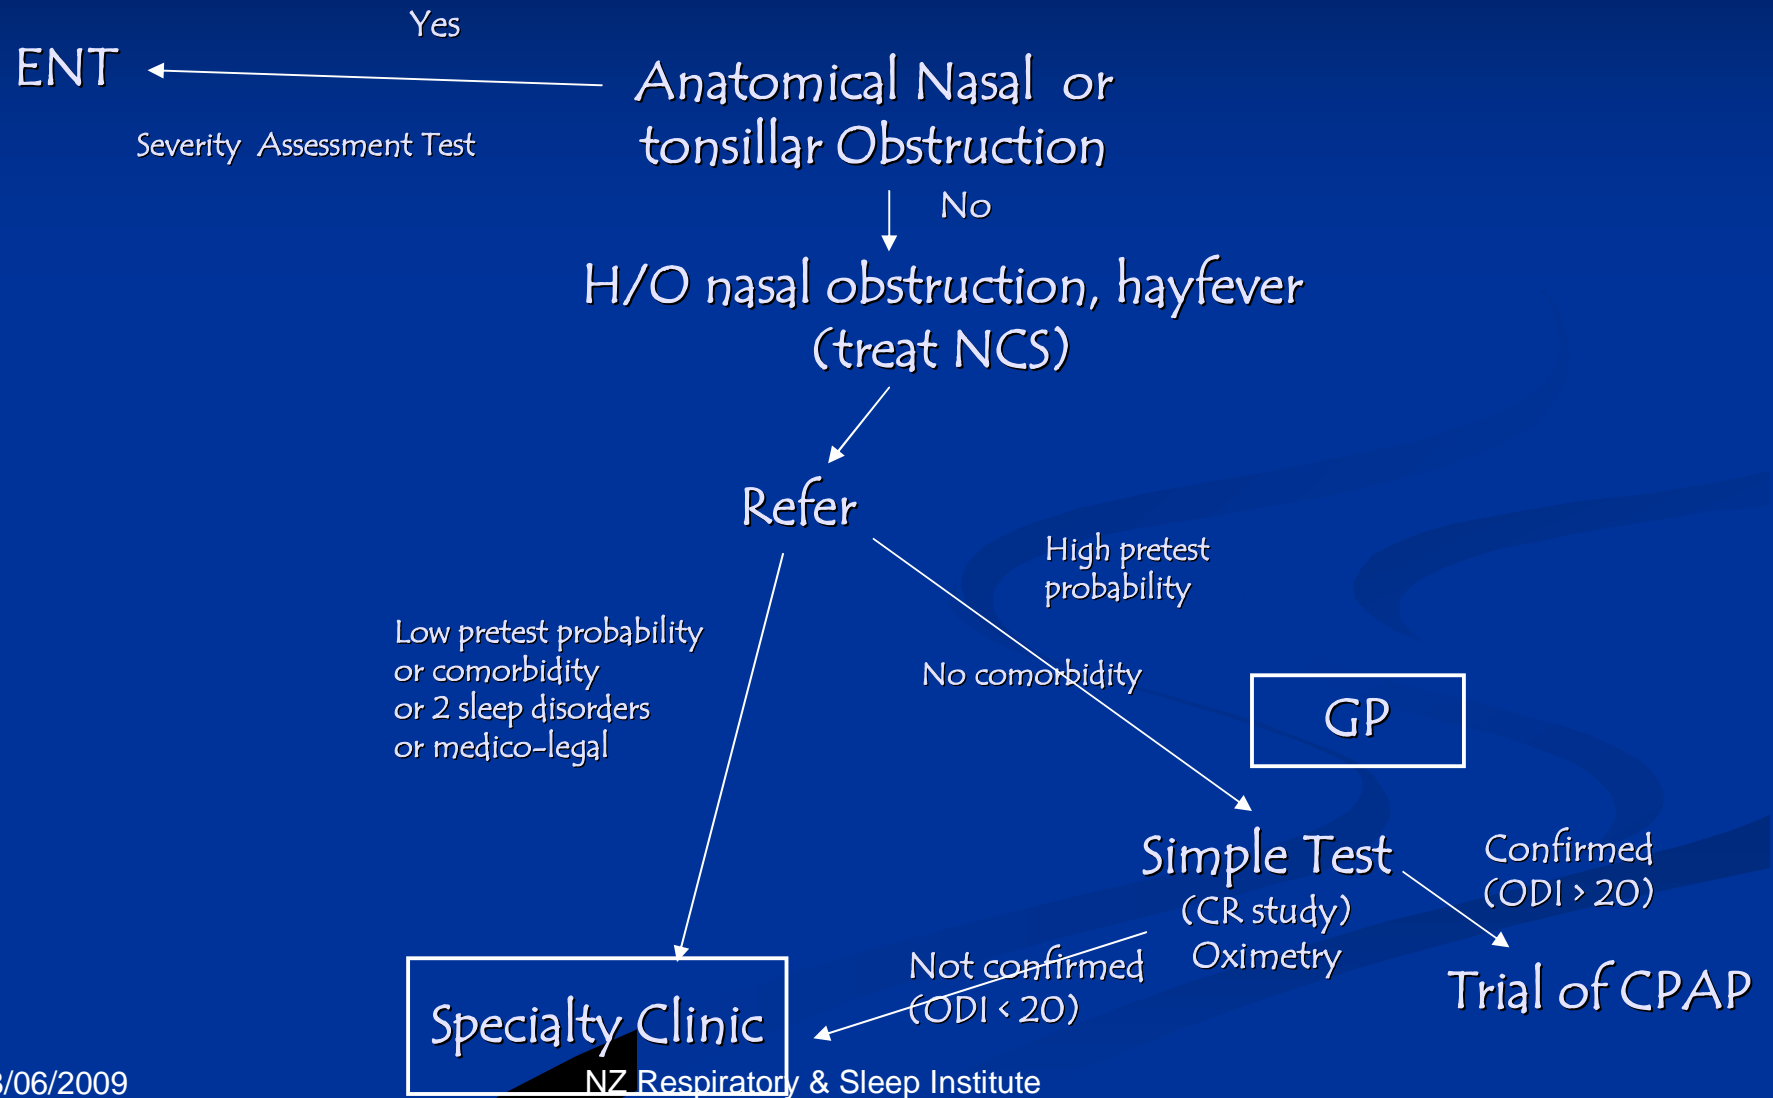 Yes
ENT
Anatomical Nasal or
tonsillar Obstruction
Severity Assessment Test
No
H/O nasal obstruction, hayfever
(treat NCS)
Refer
High pretest
probability
Low pretest probability
or comorbidity
or 2 sleep disorders
or medico-legal
No comorbidity
GP
Simple Test
(CR study)
Oximetry
Confirmed
(ODI > 20)
Not confirmed
(ODI < 20)
Trial of CPAP
Specialty Clinic
/06/2009
NZ Respiratory & Sleep Institute